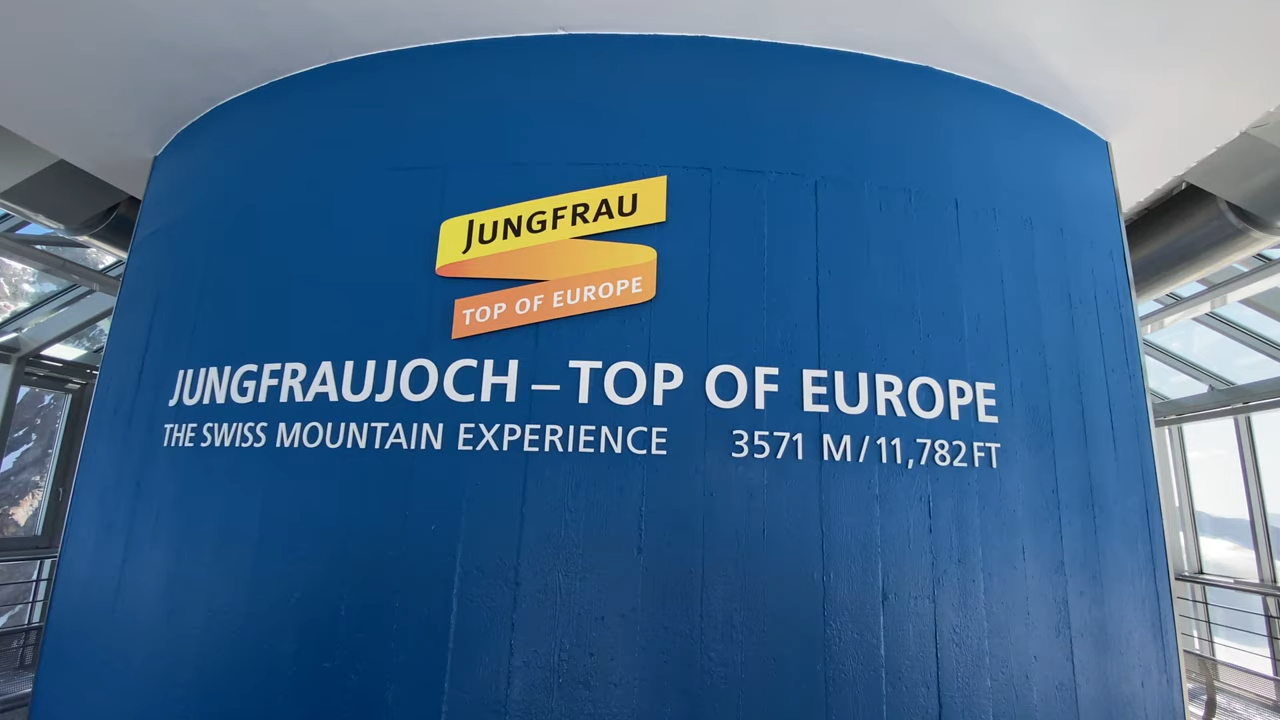 JUNGFRAU
TOP OF EUROPE
JUNGFRAUJOCH – TOP OF EUROPE
THE SWISS MOUNTAIN EXPERIENCE 3571 M / 11,782 FT